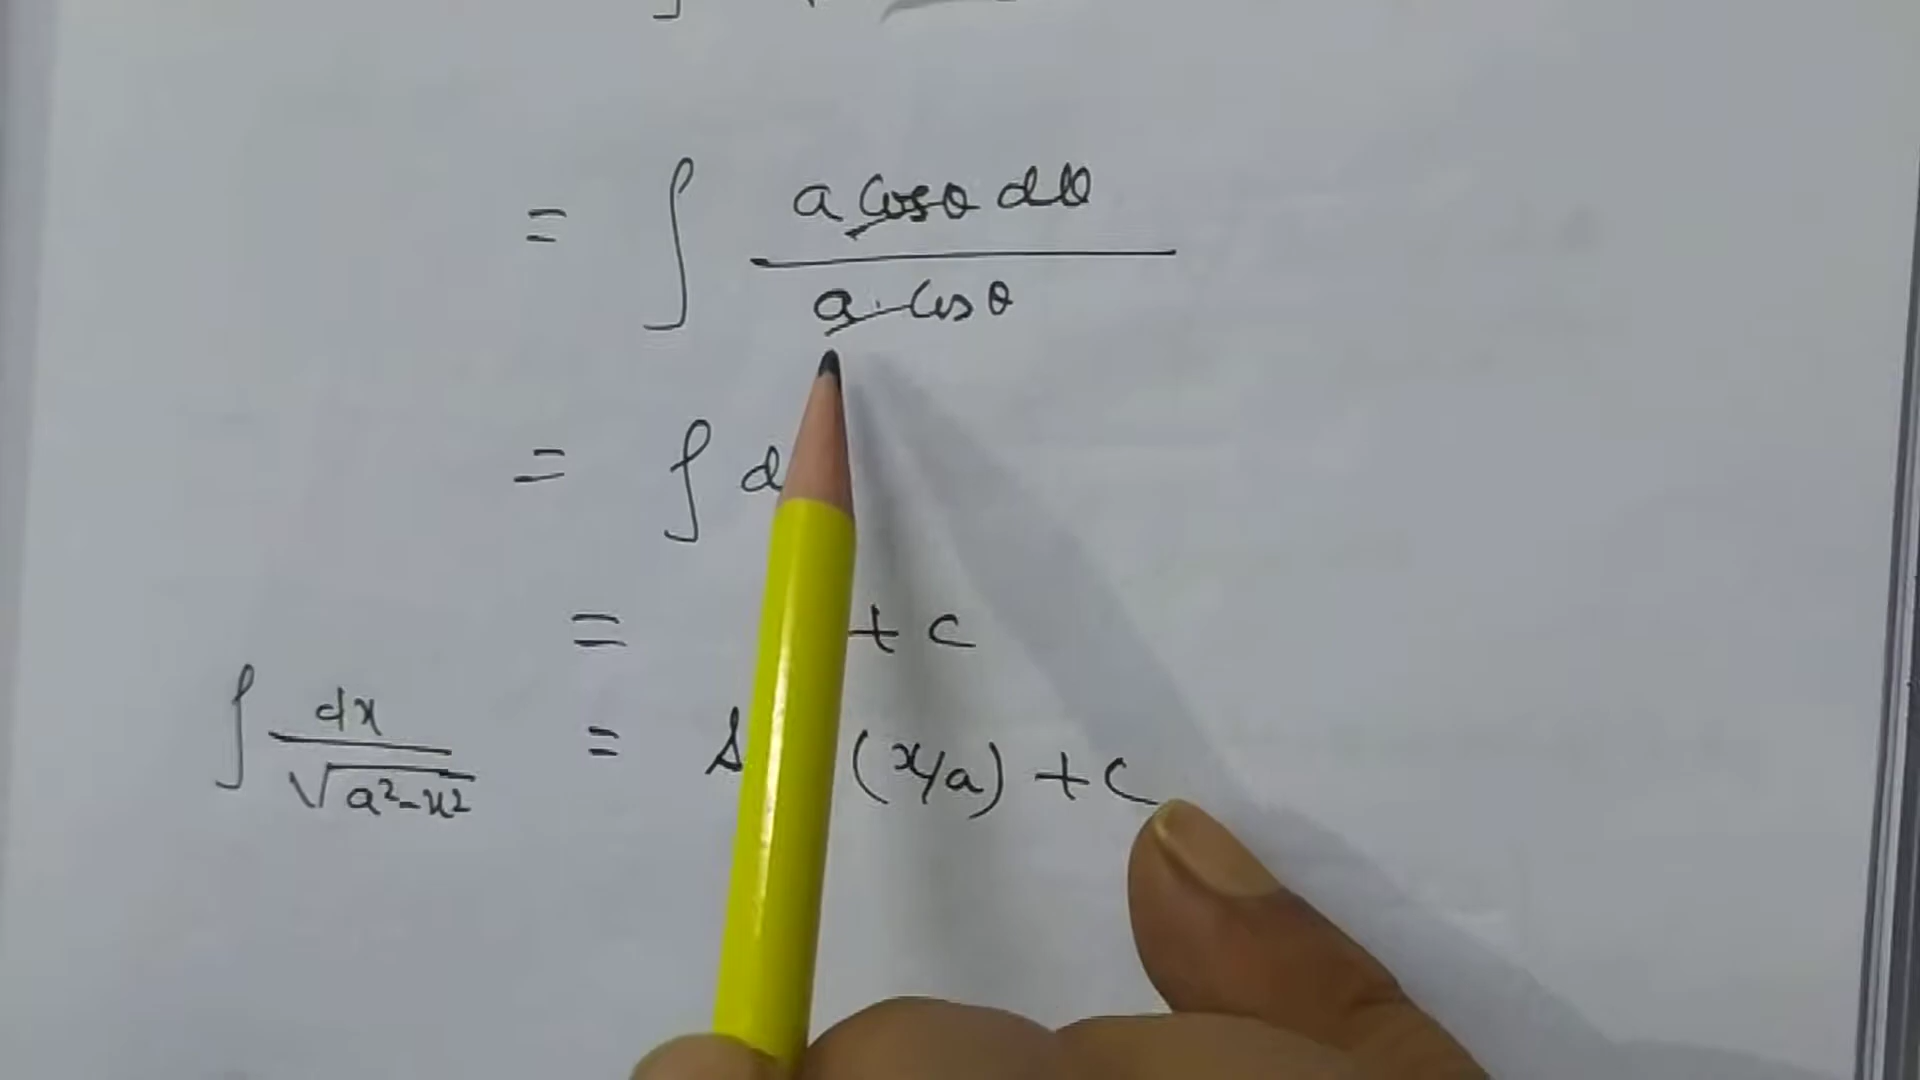 = ∫ a cosθ dθ / a · cosθ
= ∫ d
= + c
∫ dx / √(a²-x²) = s (x/a) + c